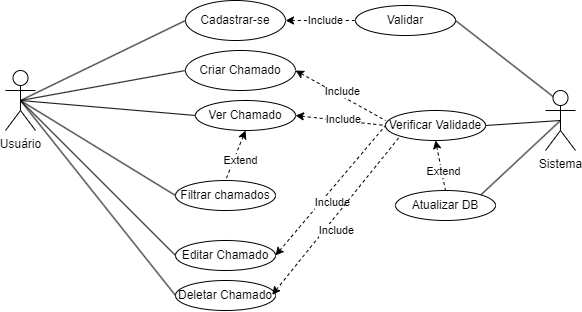 Cadastrar-se
Include
Validar
Criar Chamado
Include
Usuário
Ver Chamado
Include
Verificar Validade
Sistema
Extend
Extend
Filtrar chamados
Include
Atualizar DB
Include
Editar Chamado
Deletar Chamado